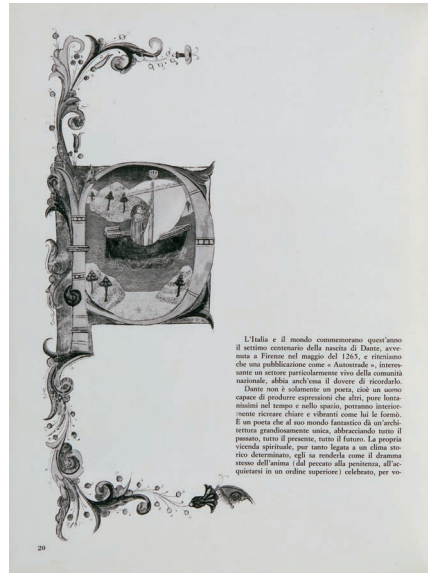 L'Italia e il mondo commemorano quest'anno
il settimo centenario della nascita di Dante, avve-
nuta a Firenze nel maggio del 1265, e riteniamo
che una pubblicazione come « Autostrade », interes-
sante un settore particolarmente vivo della comunità
nazionale, abbia anch'essa il dovere di ricordarlo.
Dante non è solamente un poeta, cioè un uomo
capace di produrre espressioni che altri, pure lonta-
nissimi nel tempo e nello spazio, potranno interior-
mente ricreare chiare e vibranti come lui le formò.
È un poeta che al suo mondo fantastico dà un'archi-
tettura grandiosamente unica, abbracciando tutto il
passato, tutto il presente, tutto il futuro. La propria
vicenda spirituale, pur tanto legata a un clima sto-
rico determinato, egli sa renderla come il dramma
stesso dell'anima (dal peccato alla penitenza, all'ac-
quietarsi in un ordine superiore) celebrato, per vo-
20